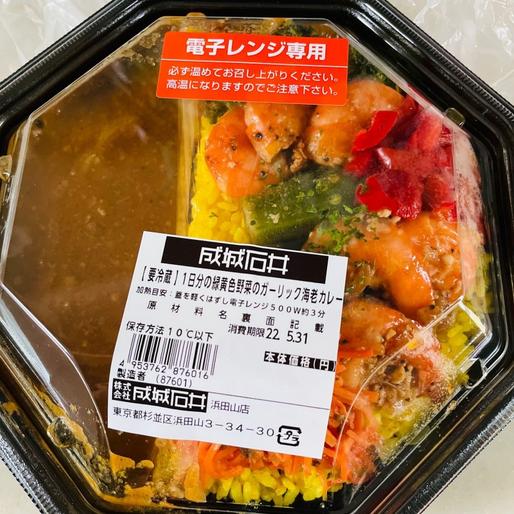 電子レンジ専用
必ず温めてお召し上がりください。
高温になりますのでご注意下さい。
成城石井
【要冷蔵】1日分の緑黄色野菜のガーリック海老カレー
加熱目安:蓋を軽くはずし電子レンジ500W約3分
原材料名裏面記載
消費期限22. 5.31
保存方法10℃以下
本体価格(円)
4 953762 876016
製造者 (87601)
株式会社 成城石井 浜田山店
東京都杉並区浜田山3-34-30
プラ